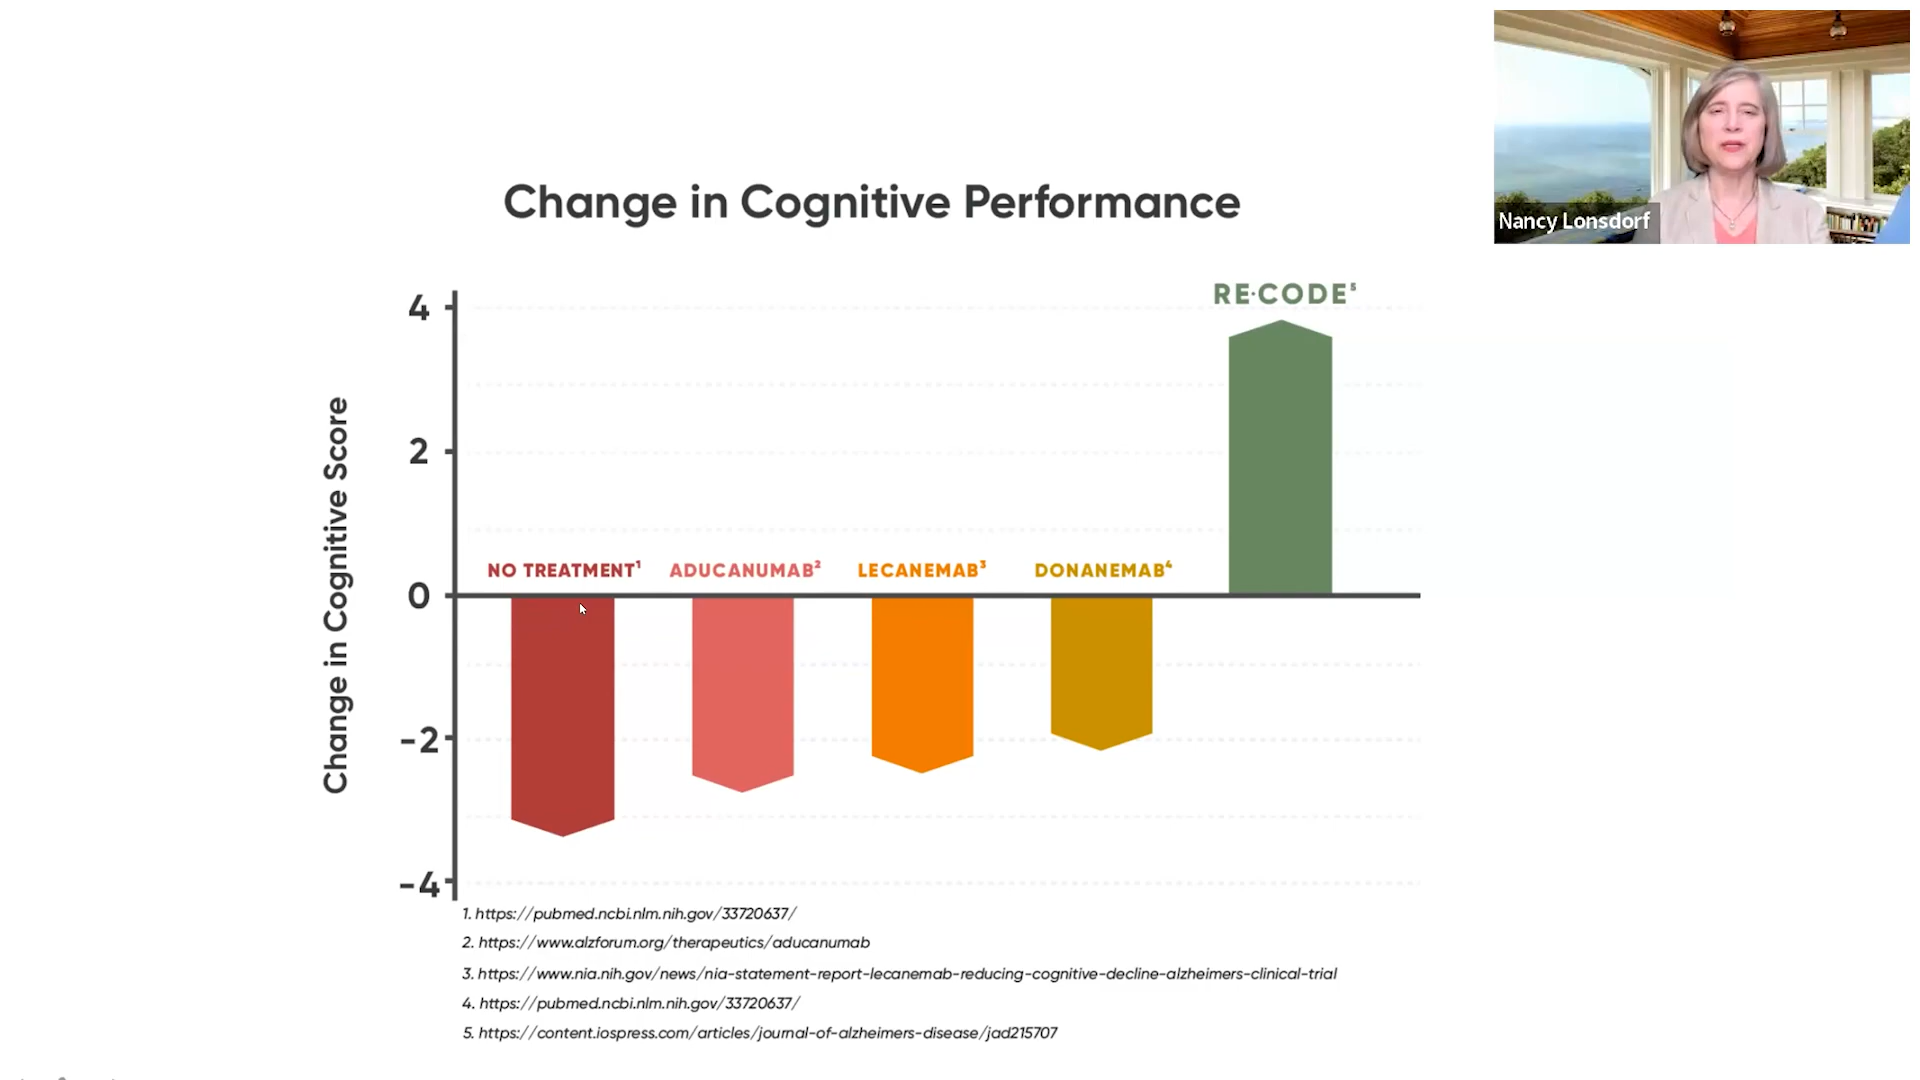 Nancy Lonsdorf
Change in Cognitive Performance
Change in Cognitive Score
4
2
0
-2
-4
RE·CODE⁵
NO TREATMENT¹ ADUCANUMAB² LECANEMAB³ DONANEMAB⁴
1. https://pubmed.ncbi.nlm.nih.gov/33720637/
2. https://www.alzforum.org/therapeutics/aducanumab
3. https://www.nia.nih.gov/news/nia-statement-report-lecanemab-reducing-cognitive-decline-alzheimers-clinical-trial
4. https://pubmed.ncbi.nlm.nih.gov/33720637/
5. https://content.iospress.com/articles/journal-of-alzheimers-disease/jad215707